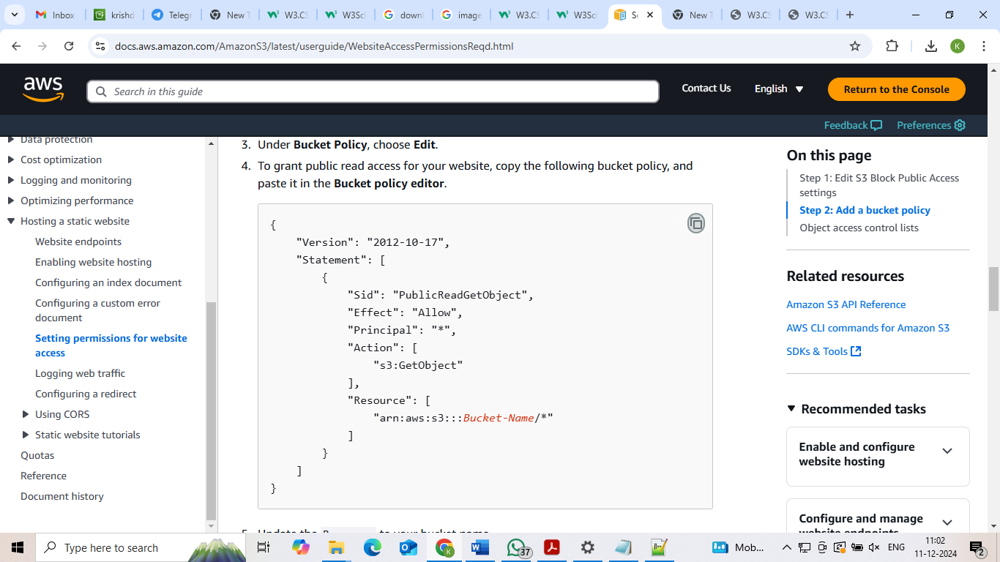 Inbox
krishd
Telegr
New T
W3.CS
W3Sch
downl
image
W3.CS
W3Sch
Se
New T
W3.CS
W3.CS
docs.aws.amazon.com/AmazonS3/latest/userguide/WebsiteAccessPermissionsReqd.html
K
aws
Search in this guide
Contact Us
English
Return to the Console
Feedback
Preferences
Data protection
Cost optimization
Logging and monitoring
Optimizing performance
Hosting a static website
Website endpoints
Enabling website hosting
Configuring an index document
Configuring a custom error
document
Setting permissions for website
access
Logging web traffic
Configuring a redirect
Using CORS
Static website tutorials
Quotas
Reference
Document history
3. Under Bucket Policy, choose Edit.
4. To grant public read access for your website, copy the following bucket policy, and
paste it in the Bucket policy editor.
{
"Version": "2012-10-17",
"Statement": [
{
"Sid": "PublicReadGetObject",
"Effect": "Allow",
"Principal": "*",
"Action": [
"s3:GetObject"
],
"Resource": [
"arn:aws:s3:::Bucket-Name/*"
]
}
]
}
5. Update the to your bucket name.
On this page
Step 1: Edit S3 Block Public Access
settings
Step 2: Add a bucket policy
Object access control lists
Related resources
Amazon S3 API Reference
AWS CLI commands for Amazon S3
SDKs & Tools
Recommended tasks
Enable and configure
website hosting
Configure and manage
website endpoints
Type here to search
37
Mob...
ENG
11:02
11-12-2024
2